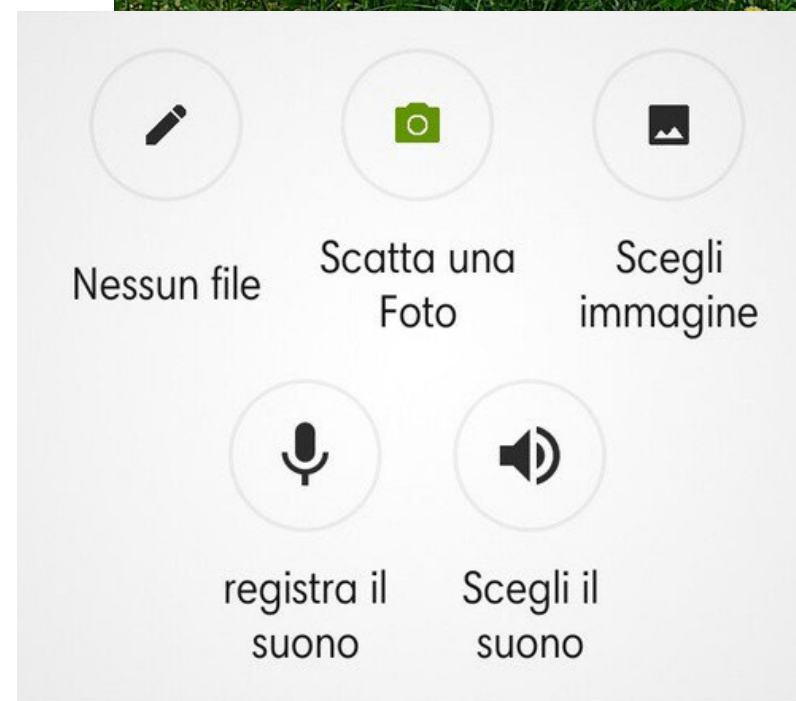 Nessun file
Scatta una
Foto
Scegli
immagine
registra il
suono
Scegli il
suono